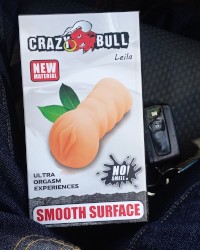 CRAZY BULL
Leila
NEW
MATERIAL
ULTRA
ORGASM
EXPERIENCES
NO
SMELL
SMOOTH SURFACE